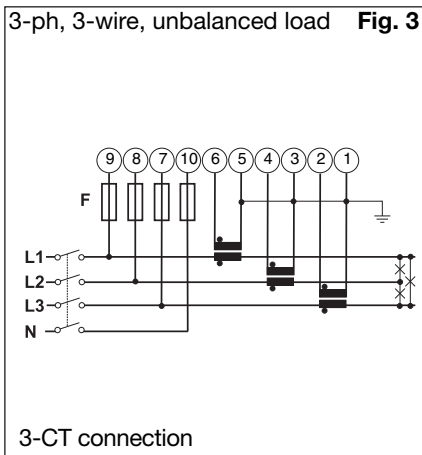 3-ph, 3-wire, unbalanced load Fig. 3
9 8 7 10 6 5 4 3 2 1
F
L1
L2
L3
N
3-CT connection